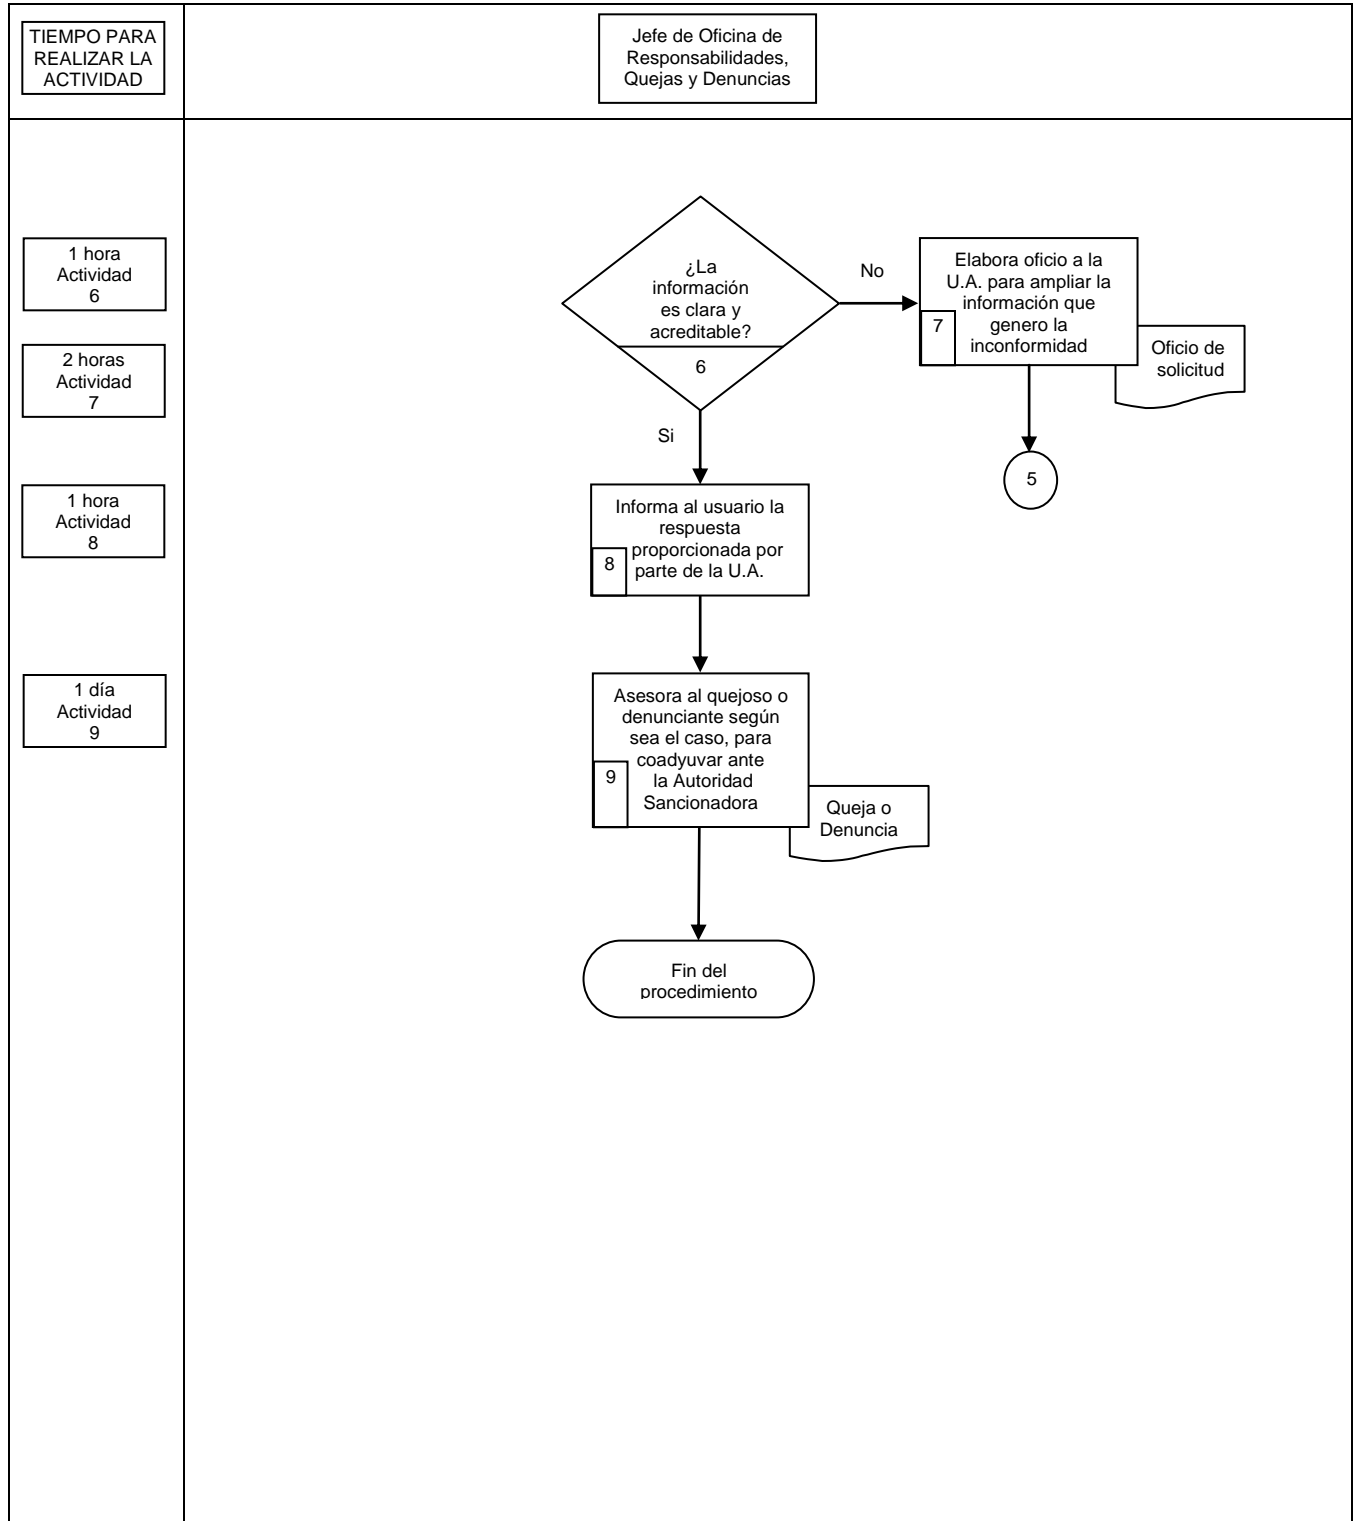 TIEMPO PARA
REALIZAR LA
ACTIVIDAD
Jefe de Oficina de
Responsabilidades,
Quejas y Denuncias
1 hora
Actividad
6
¿La
información
es clara y
acreditable?
6
No
Elabora oficio a la
U.A. para ampliar la
información que
genero la
inconformidad
7
Oficio de
solicitud
2 horas
Actividad
7
Si
5
1 hora
Actividad
8
Informa al usuario la
respuesta
proporcionada por
parte de la U.A.
8
1 día
Actividad
9
Asesora al quejoso o
denunciante según
sea el caso, para
coadyuvar ante
la Autoridad
Sancionadora
9
Queja o
Denuncia
Fin del
procedimiento